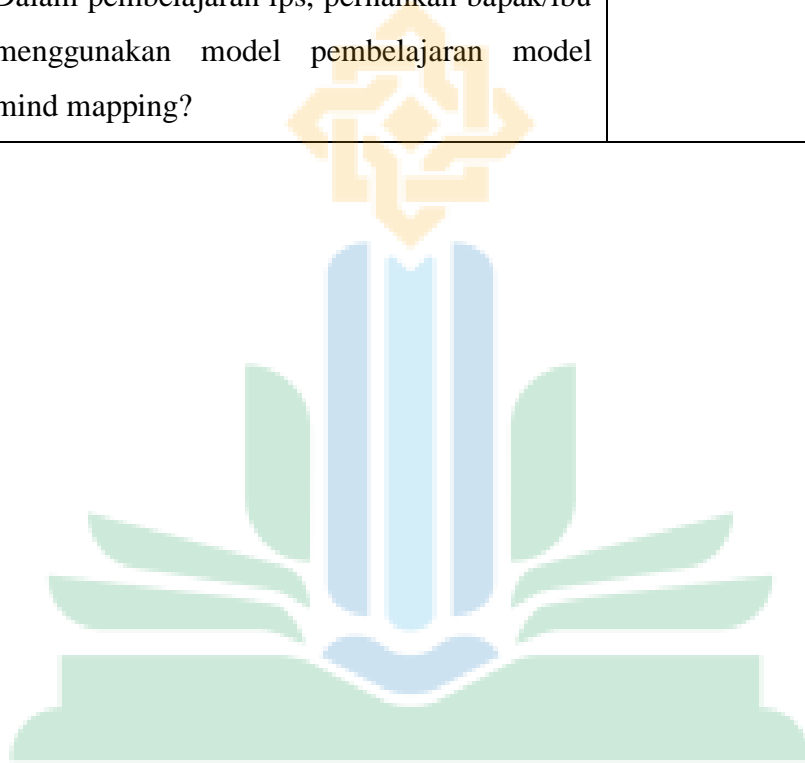 Dalam pembelajaran ips, pernahkan bapak/ibu
menggunakan model pembelajaran model
mind mapping?